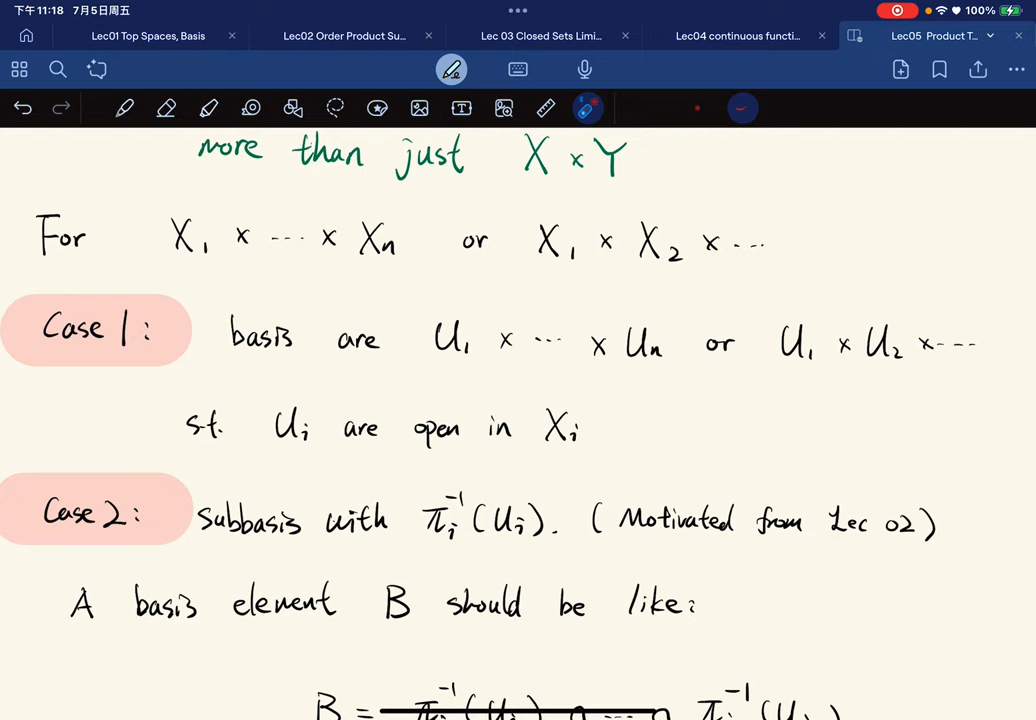 下午11:18 7月5日周五
100%
Lec01 Top Spaces, Basis
Lec02 Order Product Su...
Lec 03 Closed Sets Limi...
Lec04 continuous functi...
Lec05 Product T...
more than just X × Y
For X₁ × ---- × Xₙ or X₁ × X₂ × ---
Case 1: basis are U₁ × --- × Uₙ or U₁ × U₂ × ----
st. Uᵢ are open in Xᵢ
Case 2: Subbasis with πᵢ⁻¹(Uᵢ). (Motivated from Lec 02)
A basis element B should be like:
B =